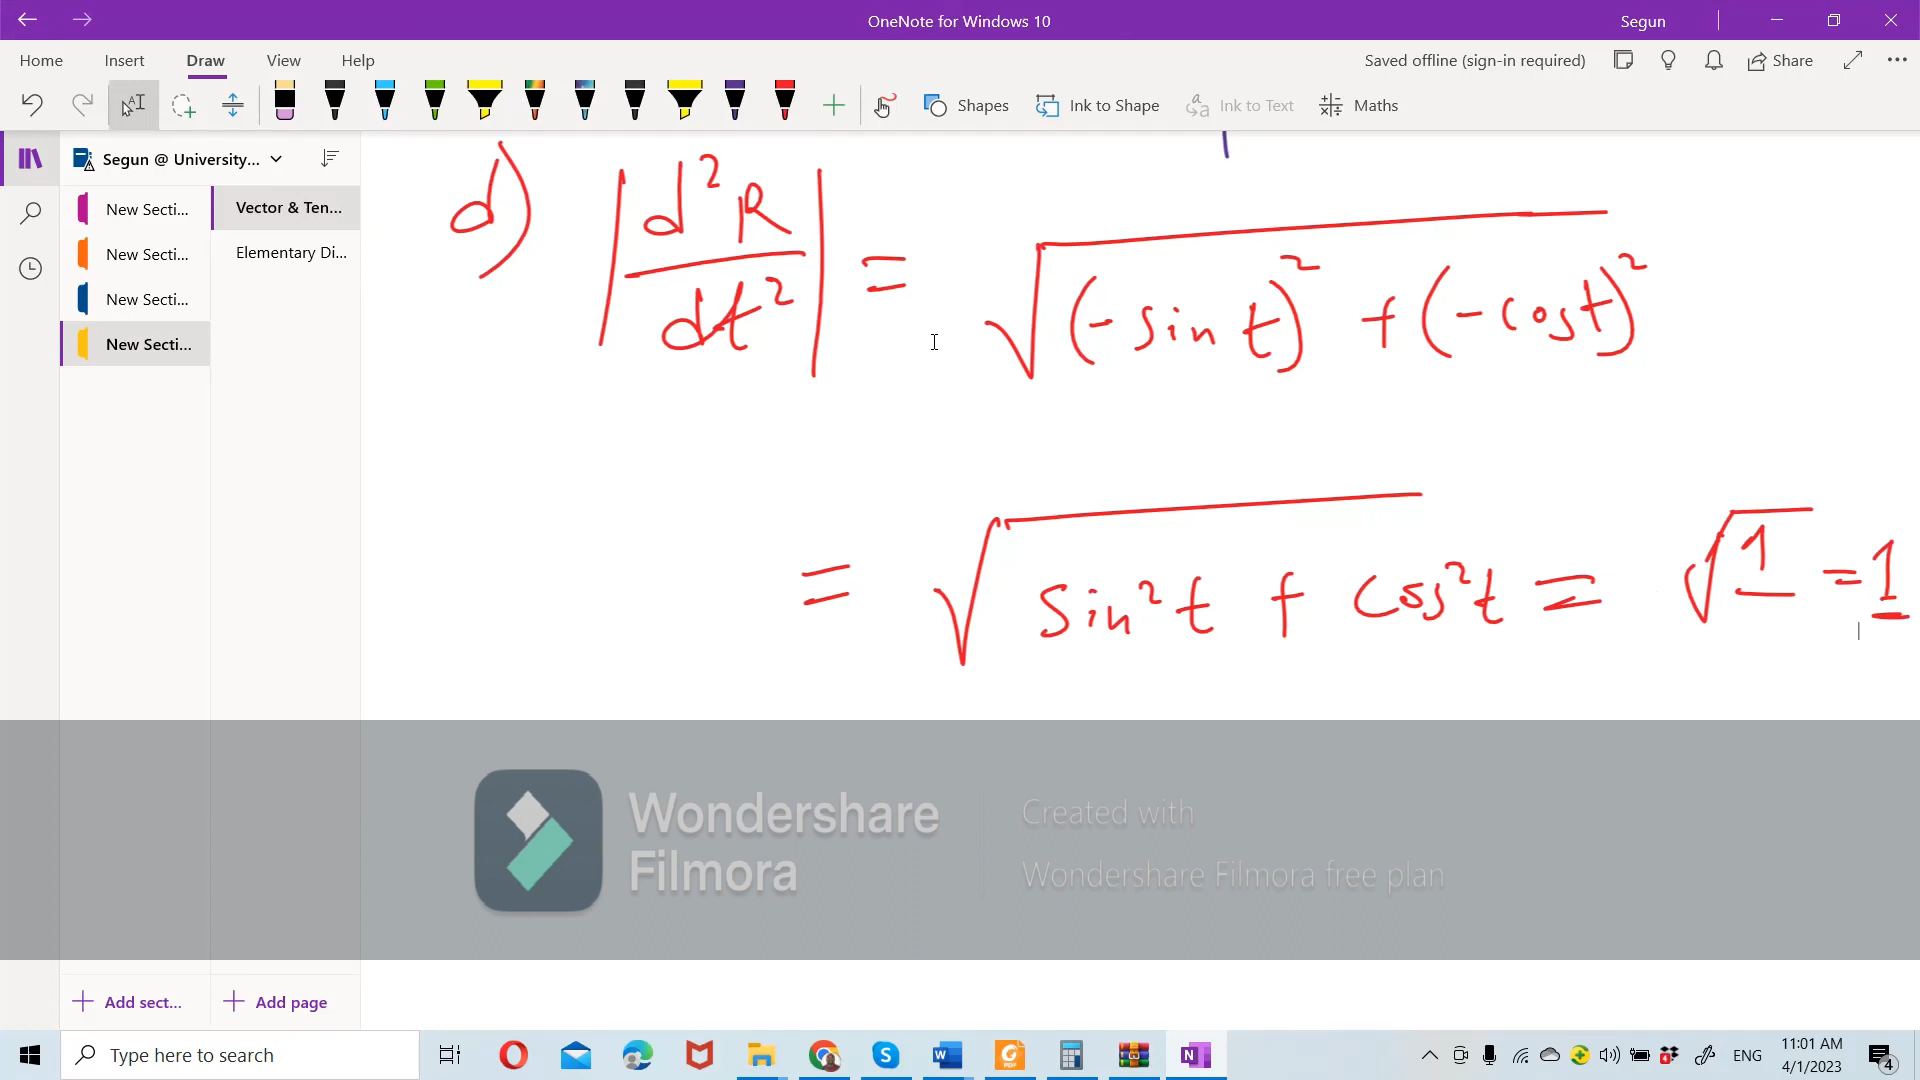 OneNote for Windows 10
Segun
Home Insert Draw View Help
Saved offline (sign-in required) Share
Shapes Ink to Shape Ink to Text Maths
Segun @ University...
New Secti...
New Secti...
New Secti...
New Secti...
Vector & Ten...
Elementary Di...
d) |d²R/dt²| = √((-sin t)² + (-cost)²)
= √(sin²t + cos²t) = √1 = 1
Wondershare
Filmora
Created with
Wondershare Filmora free plan
Add sect... Add page
Type here to search
ENG
11:01 AM
4/1/2023
4